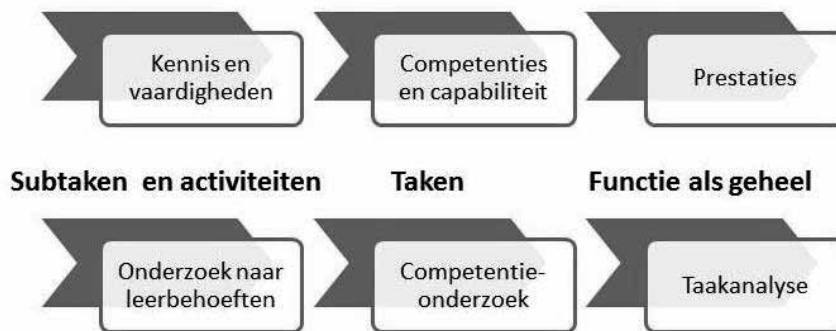 Kennis en
vaardigheden
Competenties
en capabiliteit
Prestaties
Subtaken en activiteiten
Taken
Functie als geheel
Onderzoek naar
leerbehoeften
Competentie-
onderzoek
Taakanalyse